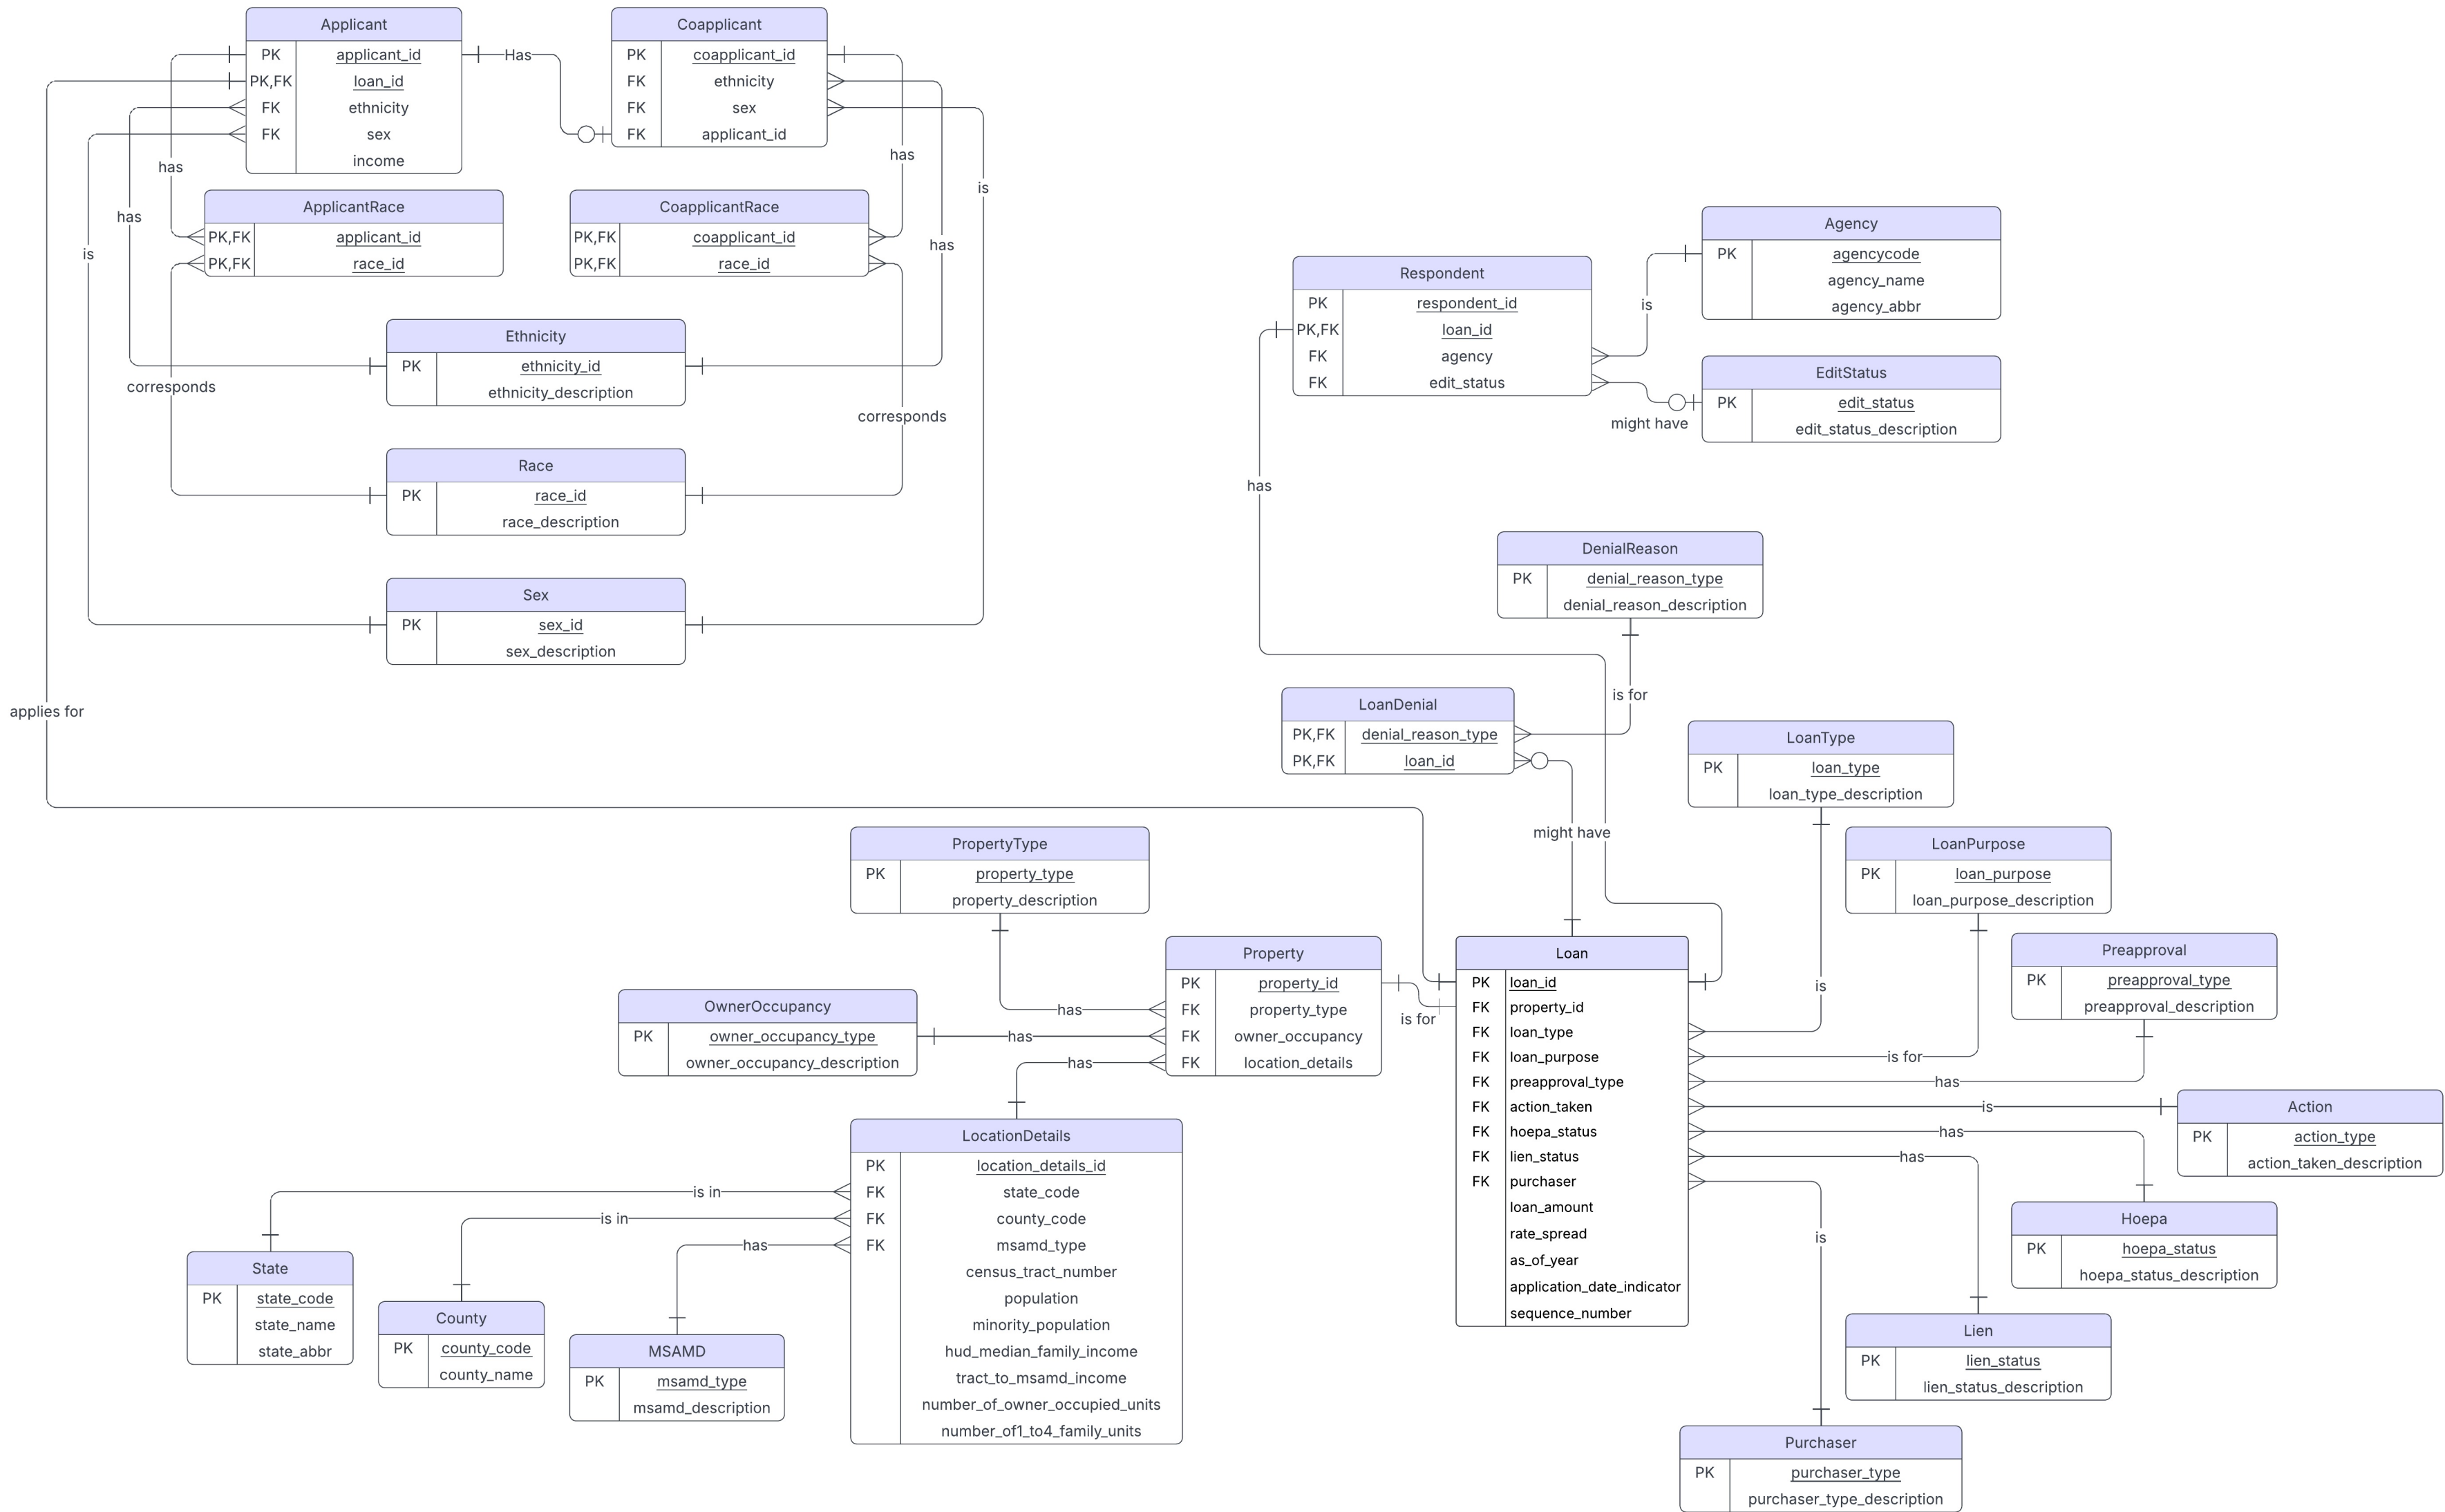 Applicant
PK applicant_id
PK,FK loan_id
FK ethnicity
FK sex
income
Has
Coapplicant
PK coapplicant_id
FK ethnicity
FK sex
FK applicant_id
has
has
is
has
is
has
ApplicantRace
PK,FK applicant_id
PK,FK race_id
CoapplicantRace
PK,FK coapplicant_id
PK,FK race_id
Ethnicity
PK ethnicity_id
ethnicity_description
corresponds
corresponds
Race
PK race_id
race_description
Sex
PK sex_id
sex_description
applies for
Respondent
PK respondent_id
PK,FK loan_id
FK agency
FK edit_status
is
Agency
PK agencycode
agency_name
agency_abbr
might have
EditStatus
PK edit_status
edit_status_description
has
DenialReason
PK denial_reason_type
denial_reason_description
is for
LoanDenial
PK,FK denial_reason_type
PK,FK loan_id
might have
LoanType
PK loan_type
loan_type_description
is
LoanPurpose
PK loan_purpose
loan_purpose_description
is for
Preapproval
PK preapproval_type
preapproval_description
has
PropertyType
PK property_type
property_description
has
OwnerOccupancy
PK owner_occupancy_type
owner_occupancy_description
has
has
Property
PK property_id
FK property_type
FK owner_occupancy
FK location_details
is for
Loan
PK loan_id
FK property_id
FK loan_type
FK loan_purpose
FK preapproval_type
FK action_taken
FK hoepa_status
FK lien_status
FK purchaser
loan_amount
rate_spread
as_of_year
application_date_indicator
sequence_number
is
Action
PK action_type
action_taken_description
has
Hoepa
PK hoepa_status
hoepa_status_description
has
Lien
PK lien_status
lien_status_description
is
Purchaser
PK purchaser_type
purchaser_type_description
LocationDetails
PK location_details_id
FK state_code
FK county_code
FK msamd_type
census_tract_number
population
minority_population
hud_median_family_income
tract_to_msamd_income
number_of_owner_occupied_units
number_of1_to4_family_units
is in
is in
has
State
PK state_code
state_name
state_abbr
County
PK county_code
county_name
MSAMD
PK msamd_type
msamd_description